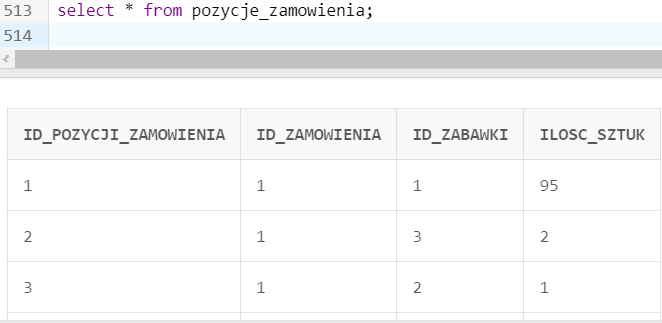 513 select * from pozycje_zamowienia;
514
ID_POZYCJI_ZAMOWIENIA ID_ZAMOWIENIA ID_ZABAWKI ILOSC_SZTUK
1 1 1 95
2 1 3 2
3 1 2 1